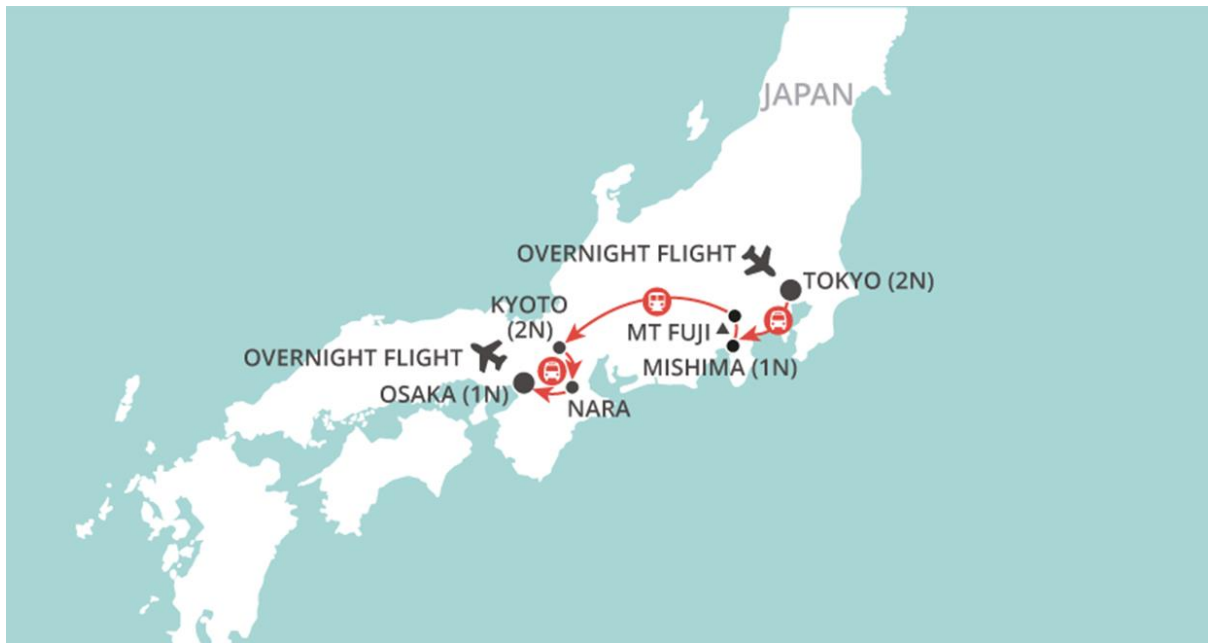 JAPAN
OVERNIGHT FLIGHT
TOKYO (2N)
KYOTO
(2N)
MT FUJI
MISHIMA (1N)
OVERNIGHT FLIGHT
OSAKA (1N)
NARA